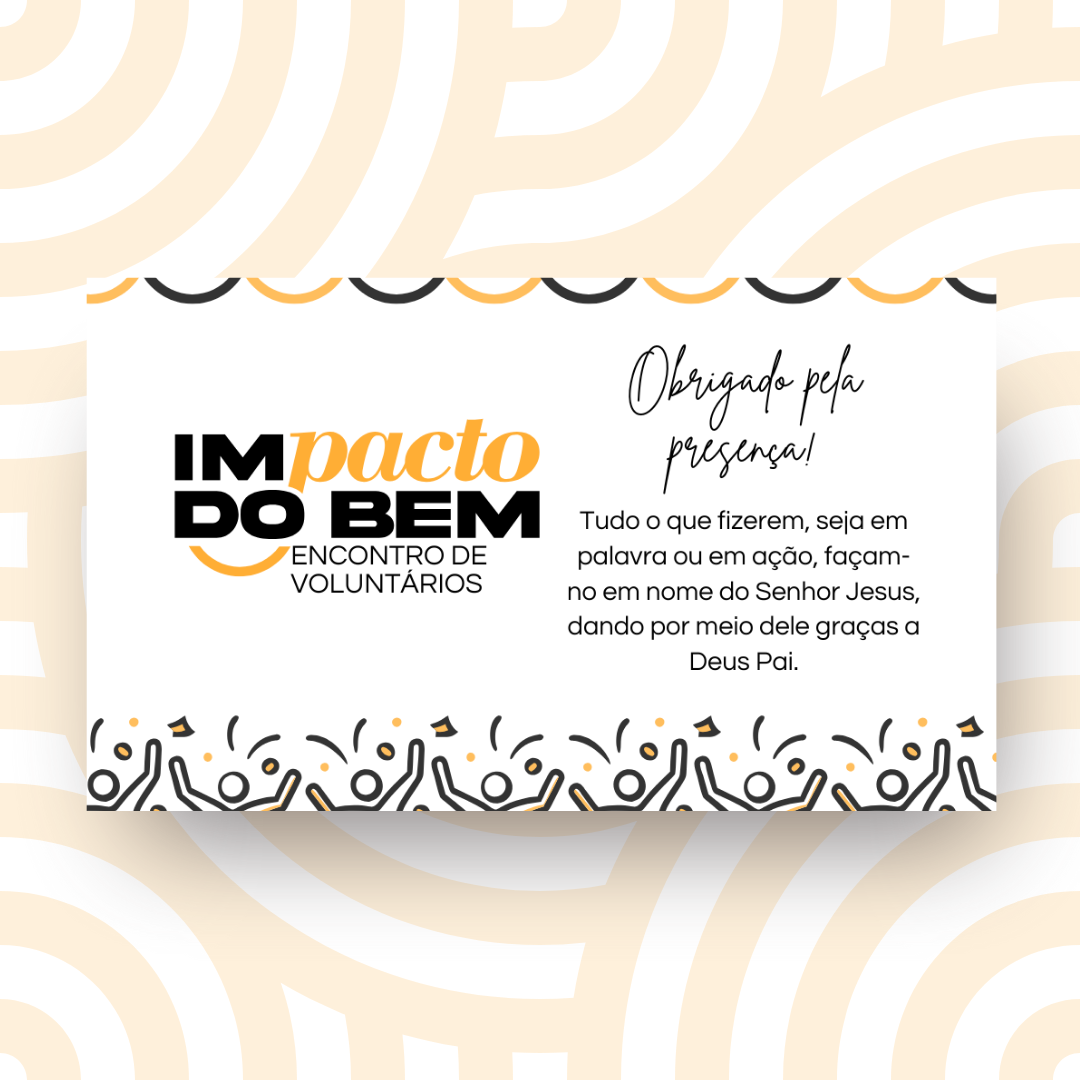 IMpacto
DO BEM
ENCONTRO DE
VOLUNTÁRIOS
Obrigado pela
presença!
Tudo o que fizerem, seja em
palavra ou em ação, façam-
no em nome do Senhor Jesus,
dando por meio dele graças a
Deus Pai.